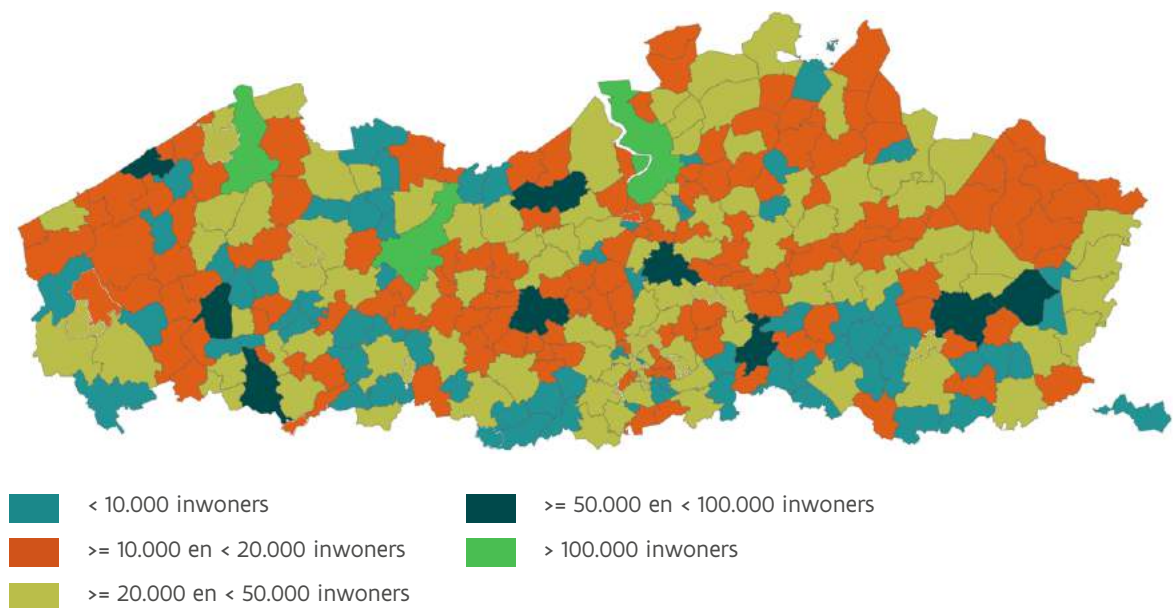 < 10.000 inwoners
>= 10.000 en < 20.000 inwoners
>= 20.000 en < 50.000 inwoners
>= 50.000 en < 100.000 inwoners
> 100.000 inwoners